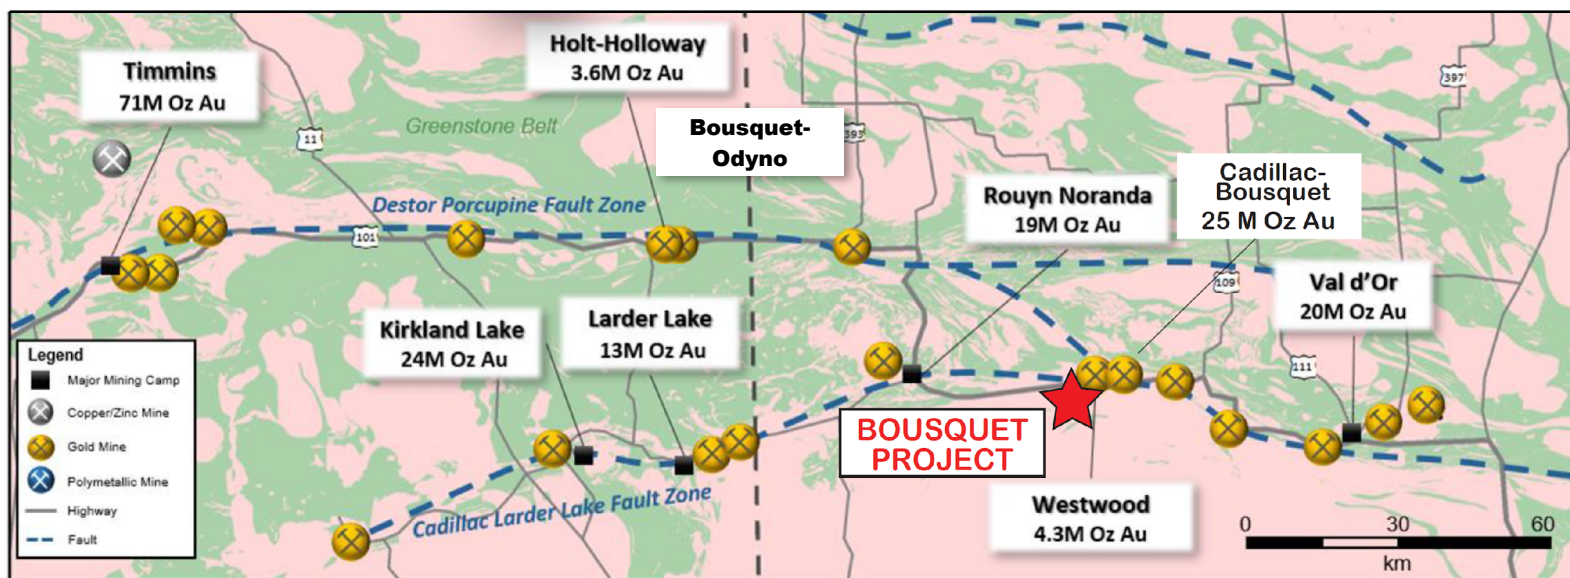 Holt-Holloway
3.6M Oz Au
Timmins
71M Oz Au
397
11
Greenstone Belt
Bousquet-
Odyno
393
Cadillac-
Bousquet
25 M Oz Au
Rouyn Noranda
19M Oz Au
Destor Porcupine Fault Zone
101
109
Val d'Or
20M Oz Au
Kirkland Lake
24M Oz Au
Larder Lake
13M Oz Au
111
Legend
Major Mining Camp
Copper/Zinc Mine
Gold Mine
Polymetallic Mine
Highway
Fault
BOUSQUET
PROJECT
Cadillac Larder Lake Fault Zone
Westwood
4.3M Oz Au
0 30 60
km